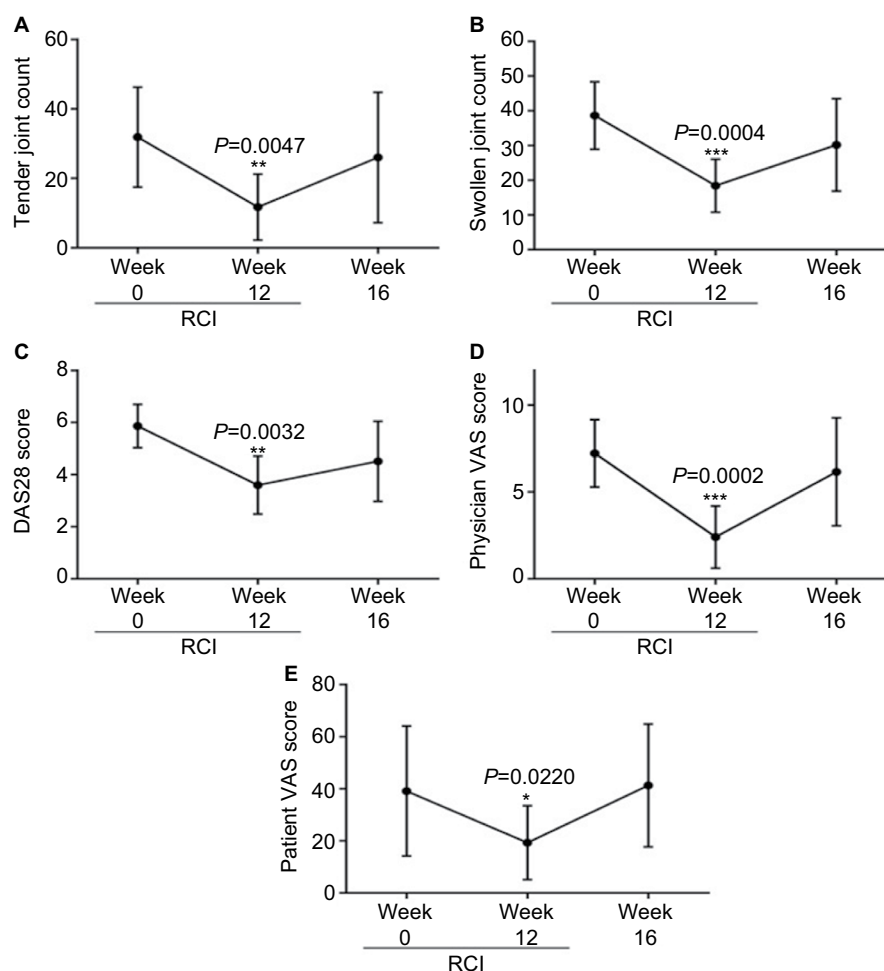 A
Tender joint count
60
40
20
0
P=0.0047
**
Week Week Week
0 12 16
RCI
B
Swollen joint count
60
50
40
30
20
10
0
P=0.0004
***
Week Week Week
0 12 16
RCI
C
DAS28 score
8
6
4
2
0
P=0.0032
**
Week Week Week
0 12 16
RCI
D
Physician VAS score
10
5
0
P=0.0002
***
Week Week Week
0 12 16
RCI
E
Patient VAS score
80
60
40
20
0
P=0.0220
*
Week Week Week
0 12 16
RCI